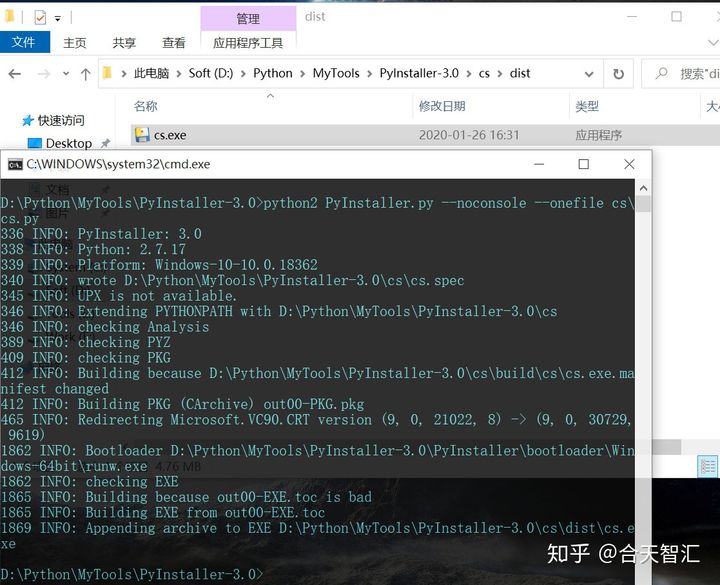 管理
dist
文件
主页
共享
查看
应用程序工具
此电脑 > Soft (D:) > Python > MyTools > PyInstaller-3.0 > cs > dist
搜索"di
名称
修改日期
类型
大小
快速访问
Desktop
cs.exe
2020-01-26 16:31
应用程序
C:\WINDOWS\system32\cmd.exe
文档
图片
D:\Python\MyTools\PyInstaller-3.0>python2 PyInstaller.py --noconsole --onefile cs\
cs.py
336 INFO: PyInstaller: 3.0
338 INFO: Python: 2.7.17
339 INFO: Platform: Windows-10-10.0.18362
340 INFO: wrote D:\Python\MyTools\PyInstaller-3.0\cs\cs.spec
345 INFO: UPX is not available.
346 INFO: Extending PYTHONPATH with D:\Python\MyTools\PyInstaller-3.0\cs
346 INFO: checking Analysis
389 INFO: checking PYZ
409 INFO: checking PKG
412 INFO: Building because D:\Python\MyTools\PyInstaller-3.0\cs\build\cs\cs.exe.ma
nifest changed
412 INFO: Building PKG (CArchive) out00-PKG.pkg
465 INFO: Redirecting Microsoft.VC90.CRT version (9, 0, 21022, 8) -> (9, 0, 30729,
9619)
1862 INFO: Bootloader D:\Python\MyTools\PyInstaller-3.0\PyInstaller\bootloader\Win
dows-64bit\runw.exe
4.76 MB
1862 INFO: checking EXE
1865 INFO: Building because out00-EXE.toc is bad
1865 INFO: Building EXE from out00-EXE.toc
1869 INFO: Appending archive to EXE D:\Python\MyTools\PyInstaller-3.0\cs\dist\cs.e
xe
D:\Python\MyTools\PyInstaller-3.0>
知乎 @合天智汇